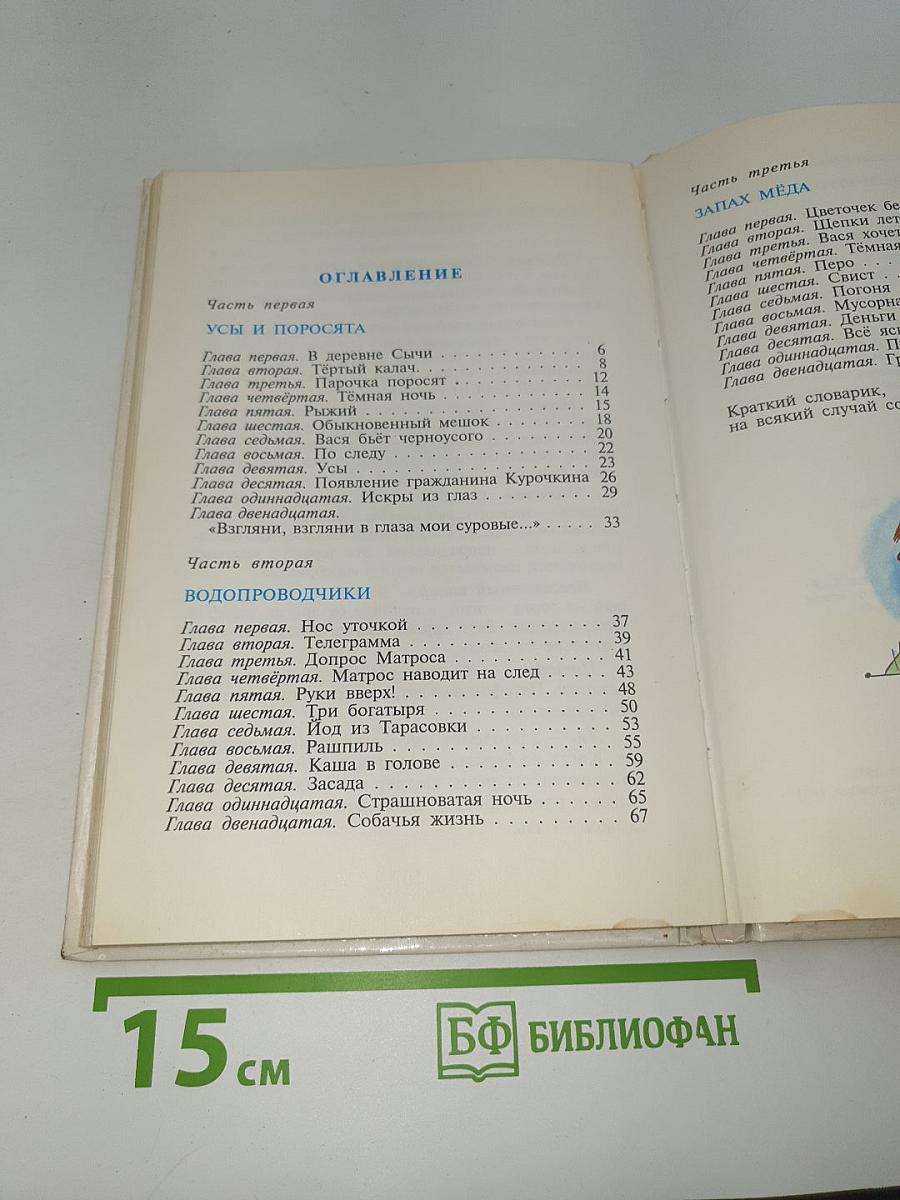 ОГЛАВЛЕНИЕ
Часть первая
УСЫ И ПОРОСЯТА
Глава первая. В деревне Сычи . . . . . . . . . . . . 6
Глава вторая. Тёртый калач. . . . . . . . . . . . . 8
Глава третья. Парочка поросят . . . . . . . . . . . 12
Глава четвёртая. Тёмная ночь . . . . . . . . . . . 14
Глава пятая. Рыжий . . . . . . . . . . . . . . . . 15
Глава шестая. Обыкновенный мешок . . . . . . . . 18
Глава седьмая. Вася бьёт черноусого . . . . . . . . 20
Глава восьмая. По следу . . . . . . . . . . . . . . 22
Глава девятая. Усы . . . . . . . . . . . . . . . . . 23
Глава десятая. Появление гражданина Курочкина 26
Глава одиннадцатая. Искры из глаз . . . . . . . . . 29
Глава двенадцатая.
«Взгляни, взгляни в глаза мои суровые...» . . . . . 33
Часть вторая
ВОДОПРОВОДЧИКИ
Глава первая. Нос уточкой . . . . . . . . . . . . . . 37
Глава вторая. Телеграмма . . . . . . . . . . . . . . 39
Глава третья. Допрос Матроса . . . . . . . . . . . . 41
Глава четвёртая. Матрос наводит на след . . . . . 43
Глава пятая. Руки вверх! . . . . . . . . . . . . . . . 48
Глава шестая. Три богатыря . . . . . . . . . . . . . 50
Глава седьмая. Йод из Тарасовки . . . . . . . . . . 53
Глава восьмая. Рашпиль . . . . . . . . . . . . . . . 55
Глава девятая. Каша в голове . . . . . . . . . . . . 59
Глава десятая. Засада . . . . . . . . . . . . . . . . 62
Глава одиннадцатая. Страшноватая ночь . . . . . . 65
Глава двенадцатая. Собачья жизнь . . . . . . . . . 67
Часть третья
ЗАПАХ МЁДА
Глава первая. Цветочек бе
Глава вторая. Щепки лет
Глава третья. Вася хочет
Глава четвёртая. Тёмная
Глава пятая. Перо . . .
Глава шестая. Свист . .
Глава седьмая. Погоня
Глава восьмая. Мусорна
Глава девятая. Деньги
Глава десятая. Всё яс
Глава одиннадцатая. П
Глава двенадцатая. Гр
Краткий словарик,
на всякий случай со
15 см
БФ БИБЛИОФАН